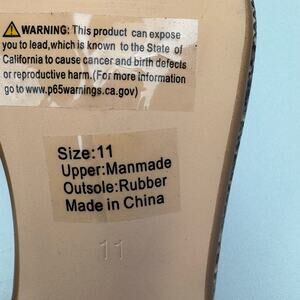 ⚠ WARNING: This product can expose
you to lead,which is known to the State of
California to cause cancer and birth defects
or reproductive harm.(For more information
go to www.p65warnings.ca.gov)
Size:11
Upper:Manmade
Outsole:Rubber
Made in China
11